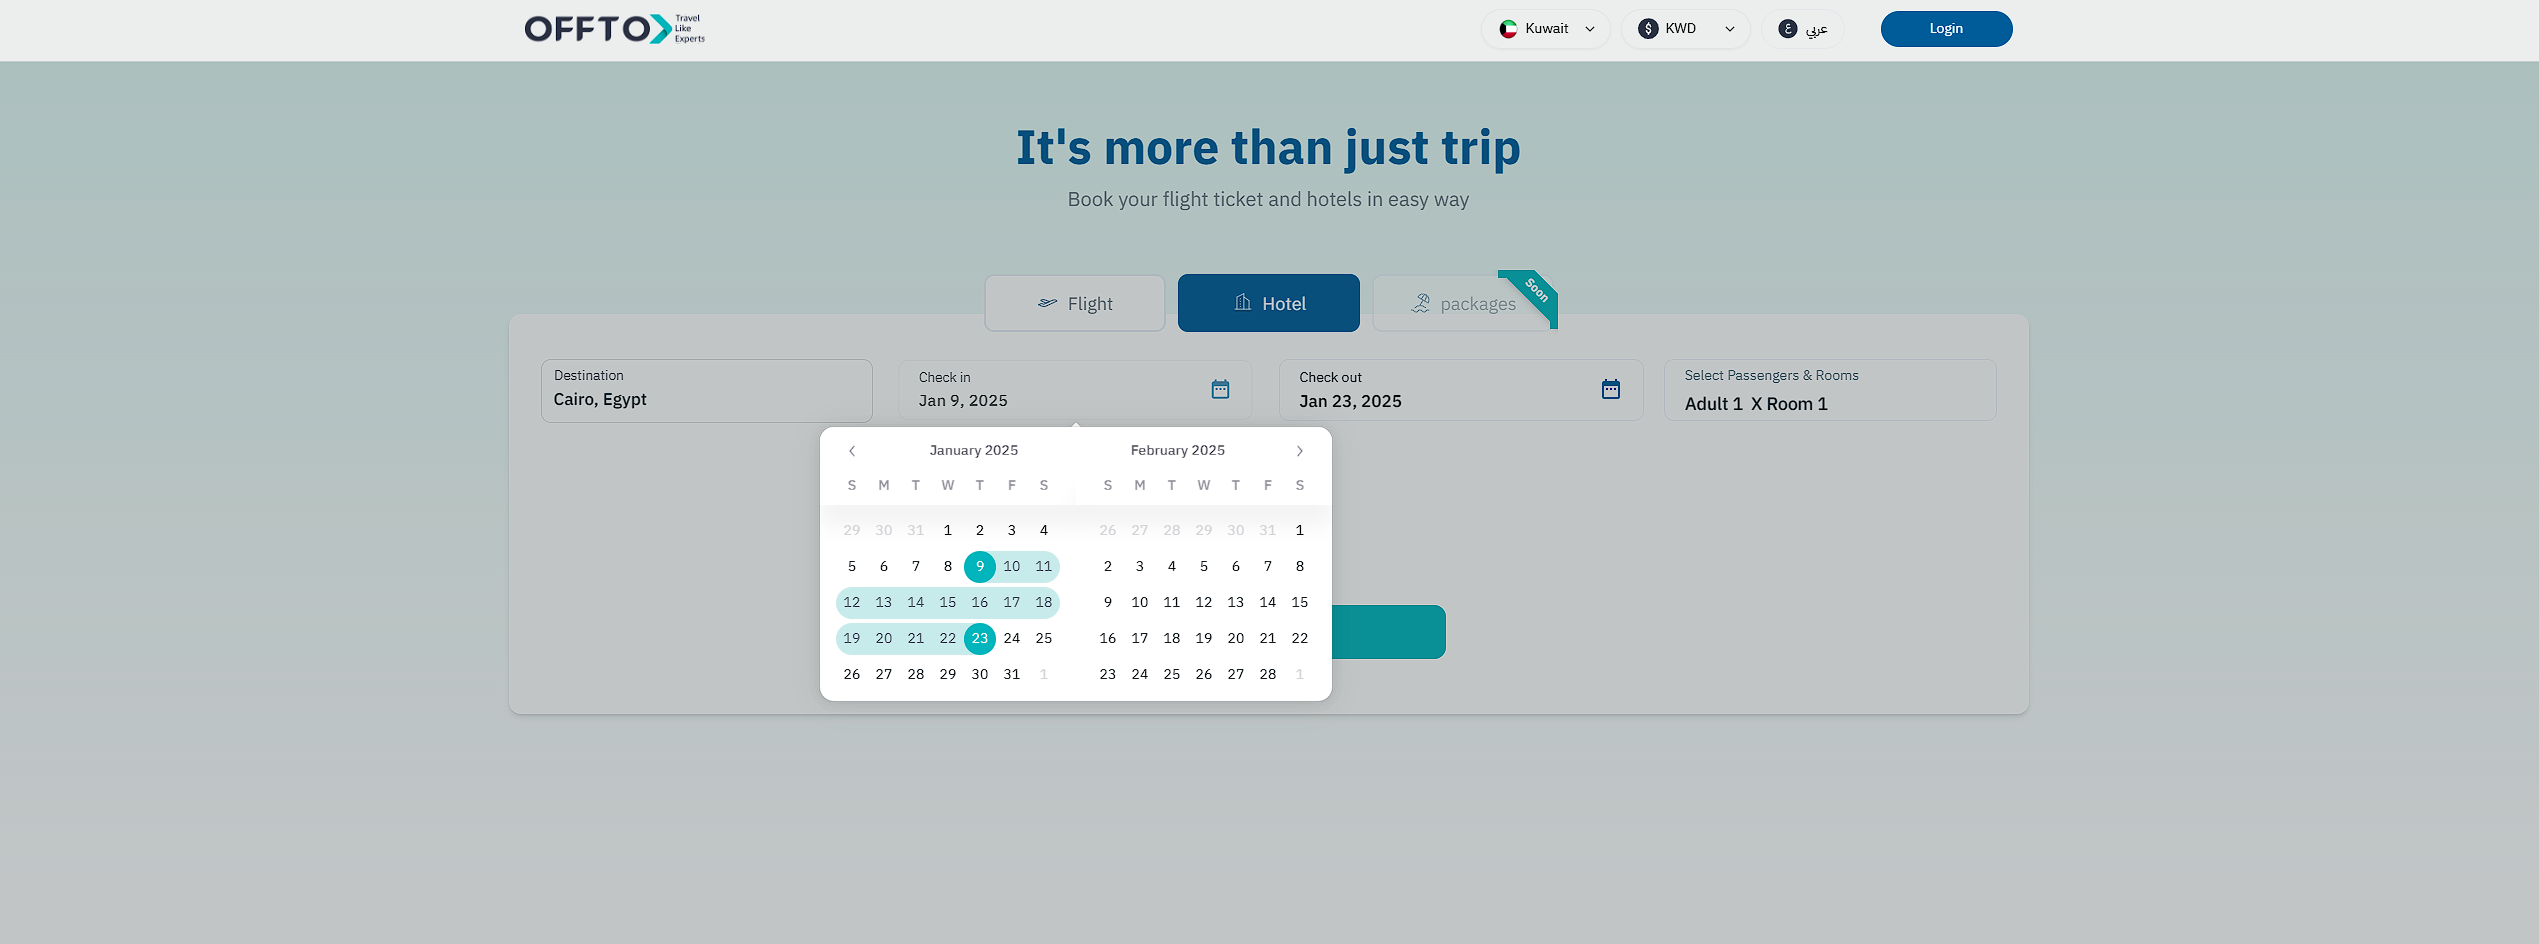 OFFTO Travel
Like
Experts
Kuwait
$ KWD
ع عربي
Login
It's more than just trip
Book your flight ticket and hotels in easy way
Flight
Hotel
packages
Soon
Destination
Cairo, Egypt
Check in
Jan 9, 2025
Check out
Jan 23, 2025
Select Passengers & Rooms
Adult 1 X Room 1
January 2025
S M T W T F S
29 30 31 1 2 3 4
5 6 7 8 9 10 11
12 13 14 15 16 17 18
19 20 21 22 23 24 25
26 27 28 29 30 31 1
February 2025
S M T W T F S
26 27 28 29 30 31 1
2 3 4 5 6 7 8
9 10 11 12 13 14 15
16 17 18 19 20 21 22
23 24 25 26 27 28 1